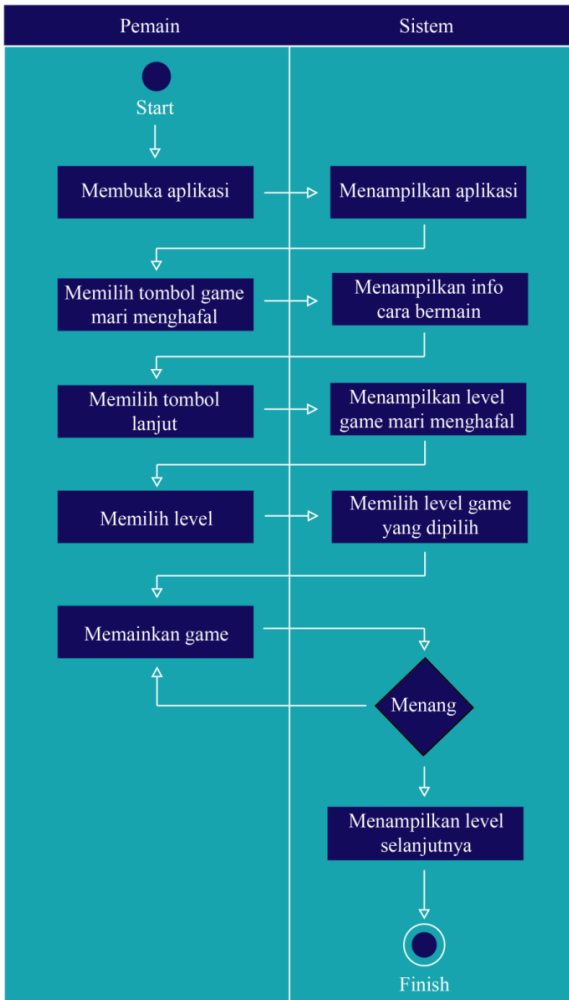 Pemain
Sistem
Start
Membuka aplikasi
Menampilkan aplikasi
Memilih tombol game
mari menghafal
Menampilkan info
cara bermain
Memilih tombol
lanjut
Menampilkan level
game mari menghafal
Memilih level
Memilih level game
yang dipilih
Memainkan game
Menang
Menampilkan level
selanjutnya
Finish